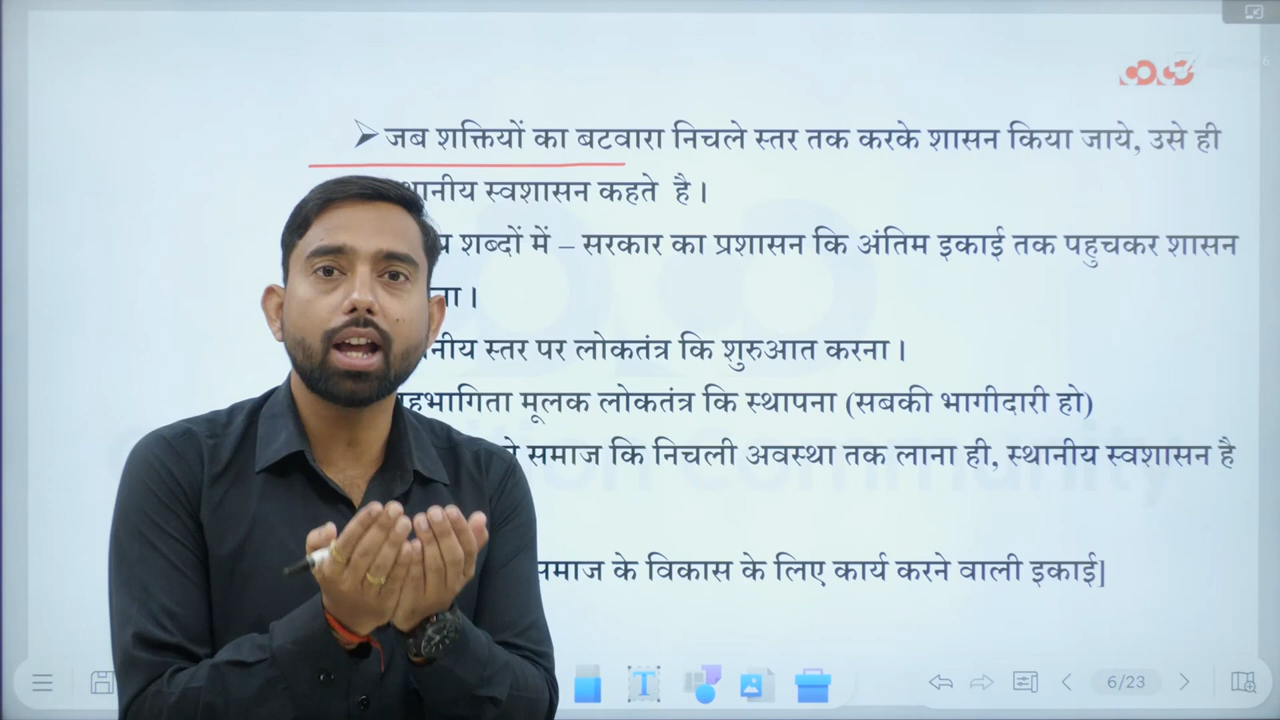 ➤ जब शक्तियों का बटवारा निचले स्तर तक करके शासन किया जाये, उसे ही
स्वशासन कहते है।
शब्दों में – सरकार का प्रशासन कि अंतिम इकाई तक पहुचकर शासन
स्तर पर लोकतंत्र कि शुरुआत करना।
मूलक लोकतंत्र कि स्थापना (सबकी भागीदारी हो)
समाज कि निचली अवस्था तक लाना ही, स्थानीय स्वशासन है
समाज के विकास के लिए कार्य करने वाली इकाई]
T
6/23